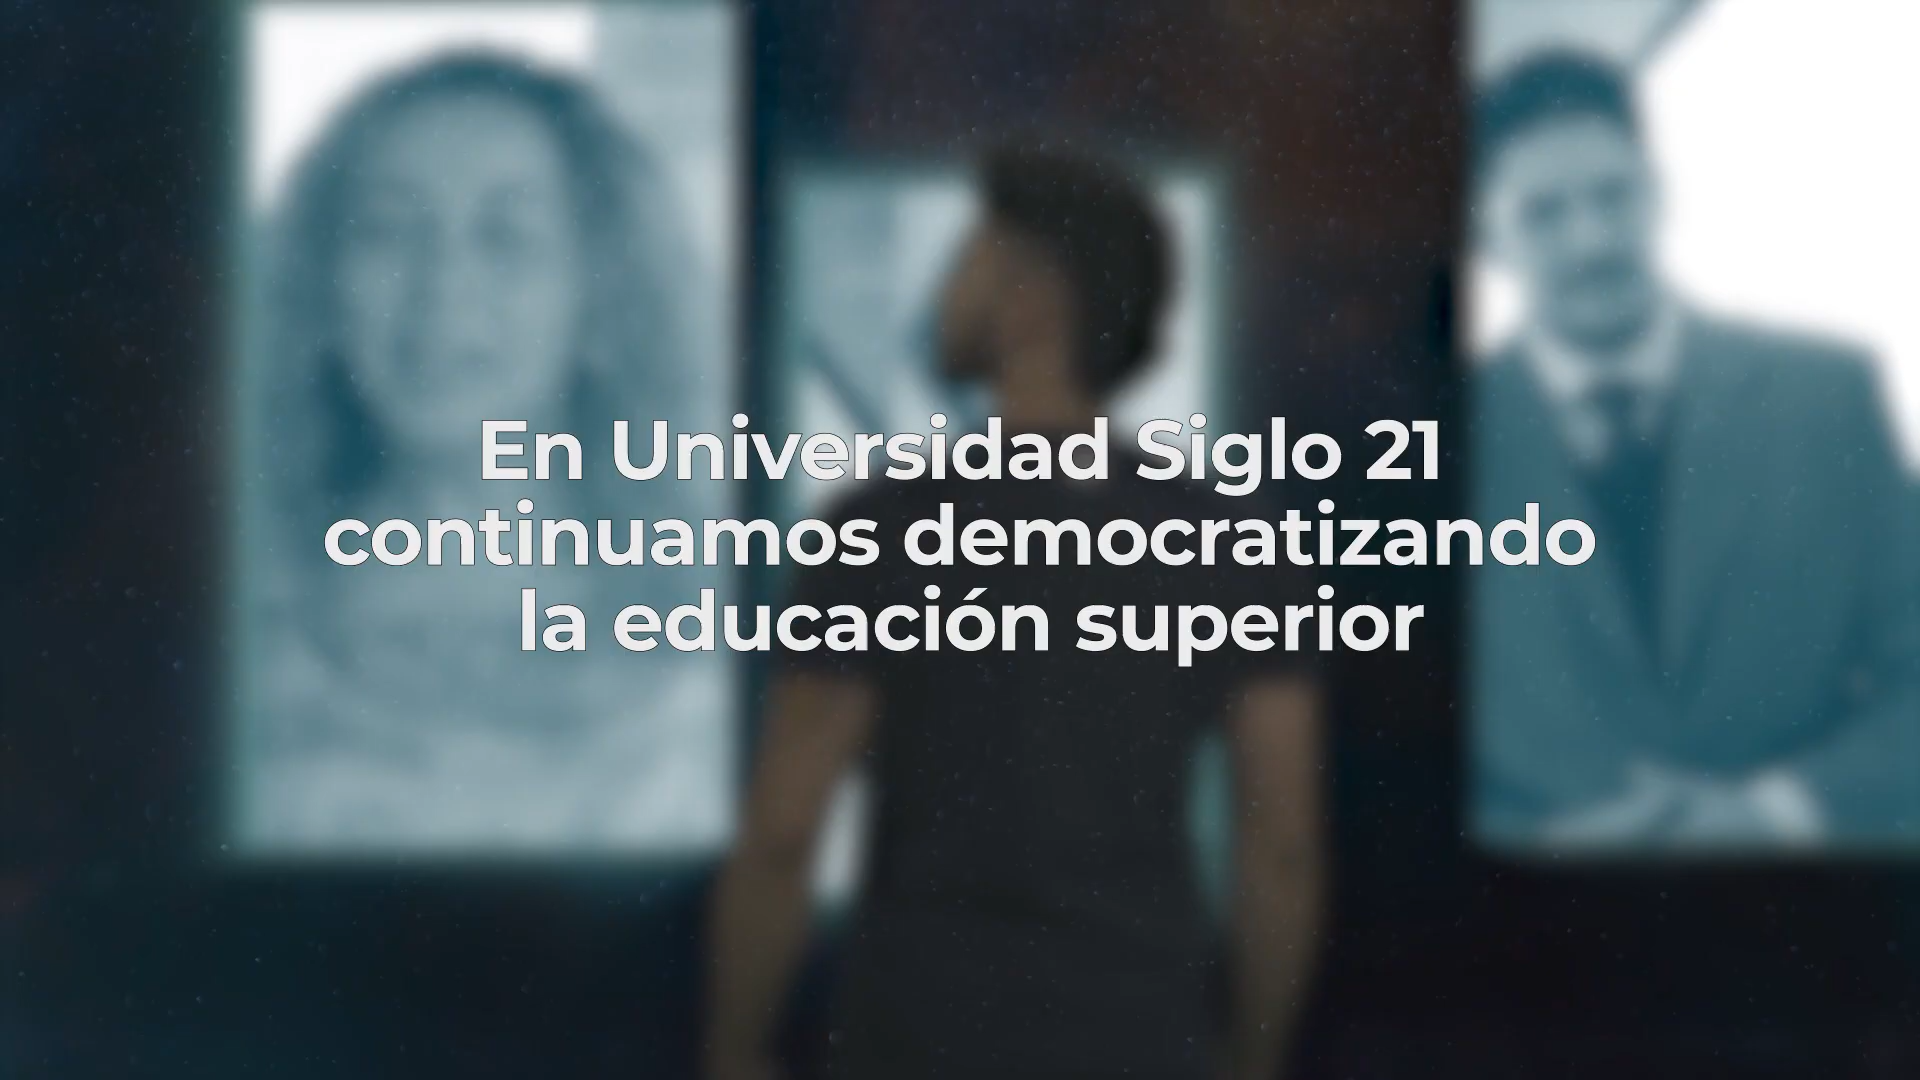 En Universidad Siglo 21
continuamos democratizando
la educación superior